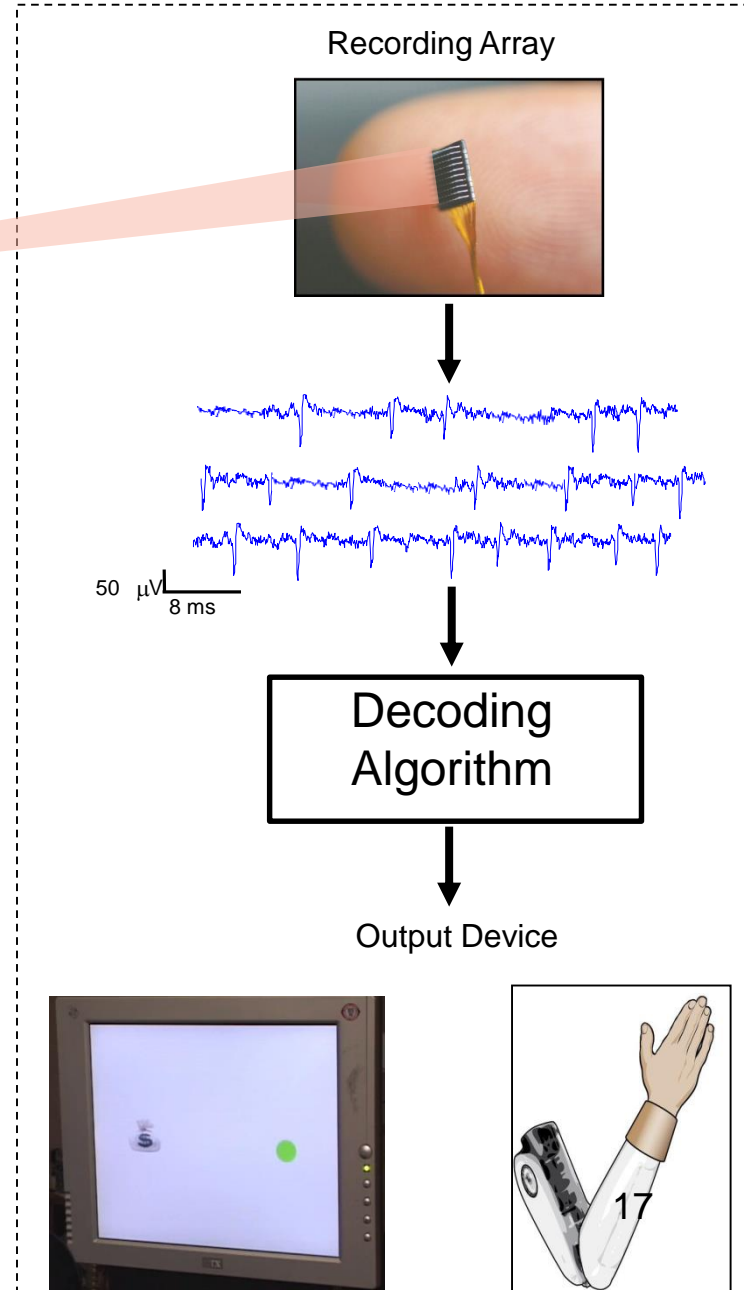 Recording Array
50 μV
8 ms
Decoding
Algorithm
Output Device
$
17